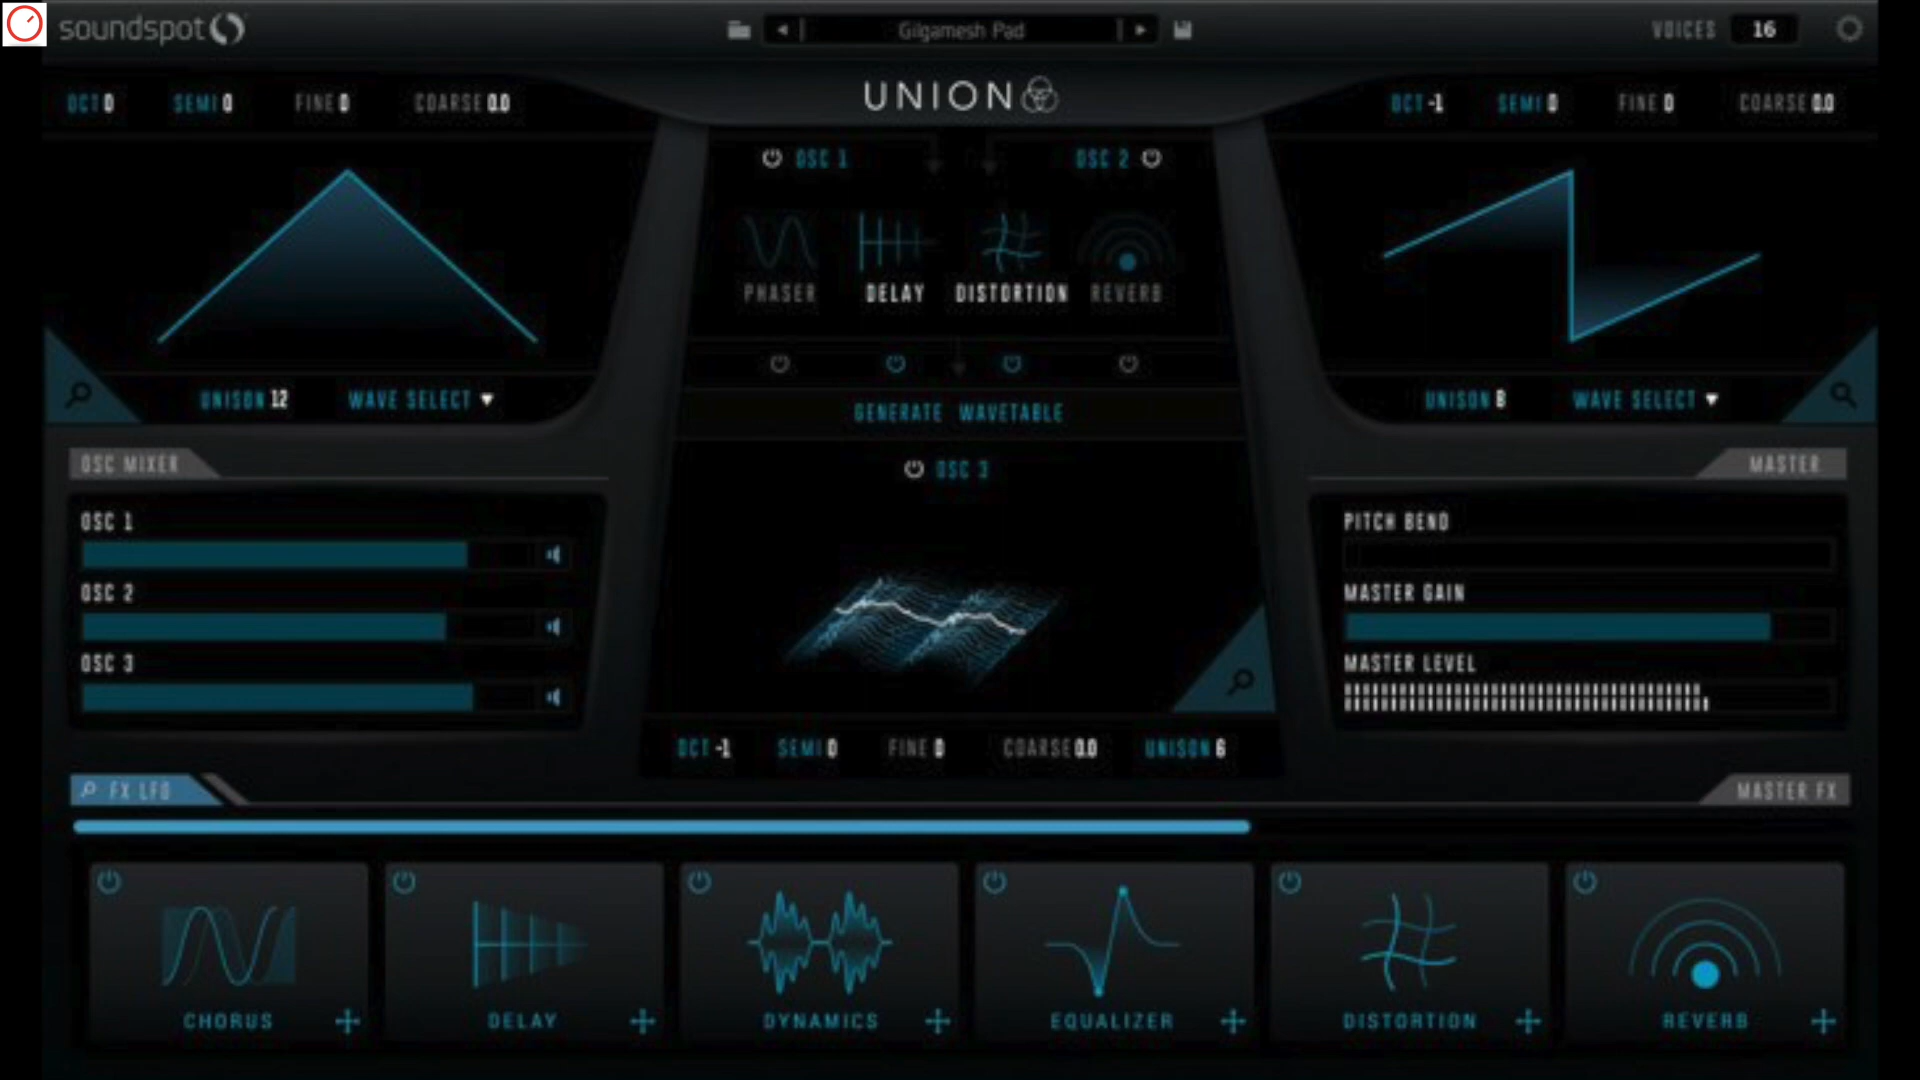 soundspot
Gilgamesh Pad
VOICES 16
UNION
OCT 0 SEMI 0 FINE 0 COARSE 0.0
OCT -1 SEMI 0 FINE 0 COARSE 0.0
OSC 1
OSC 2
PHASER DELAY DISTORTION REVERB
UNISON 12 WAVE SELECT
UNISON 8 WAVE SELECT
GENERATE WAVETABLE
OSC MIXER
OSC 3
MASTER
OSC 1
OSC 2
OSC 3
PITCH BEND
MASTER GAIN
MASTER LEVEL
OCT -1 SEMI 0 FINE 0 COARSE 0.0 UNISON 6
FX LFO
MASTER FX
CHORUS DELAY DYNAMICS EQUALIZER DISTORTION REVERB